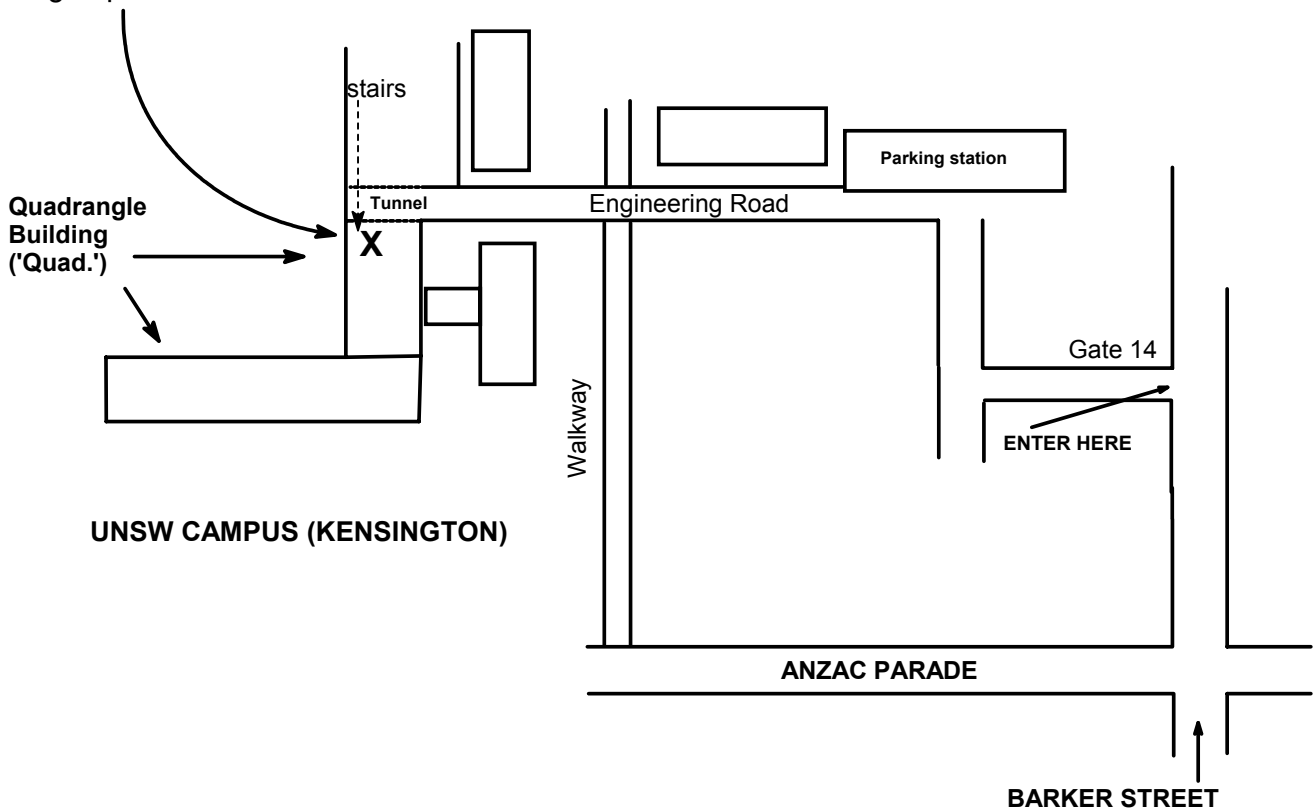 stairs
Parking station
Tunnel
Engineering Road
Quadrangle
Building
('Quad.')
X
Gate 14
ENTER HERE
Walkway
UNSW CAMPUS (KENSINGTON)
ANZAC PARADE
BARKER STREET